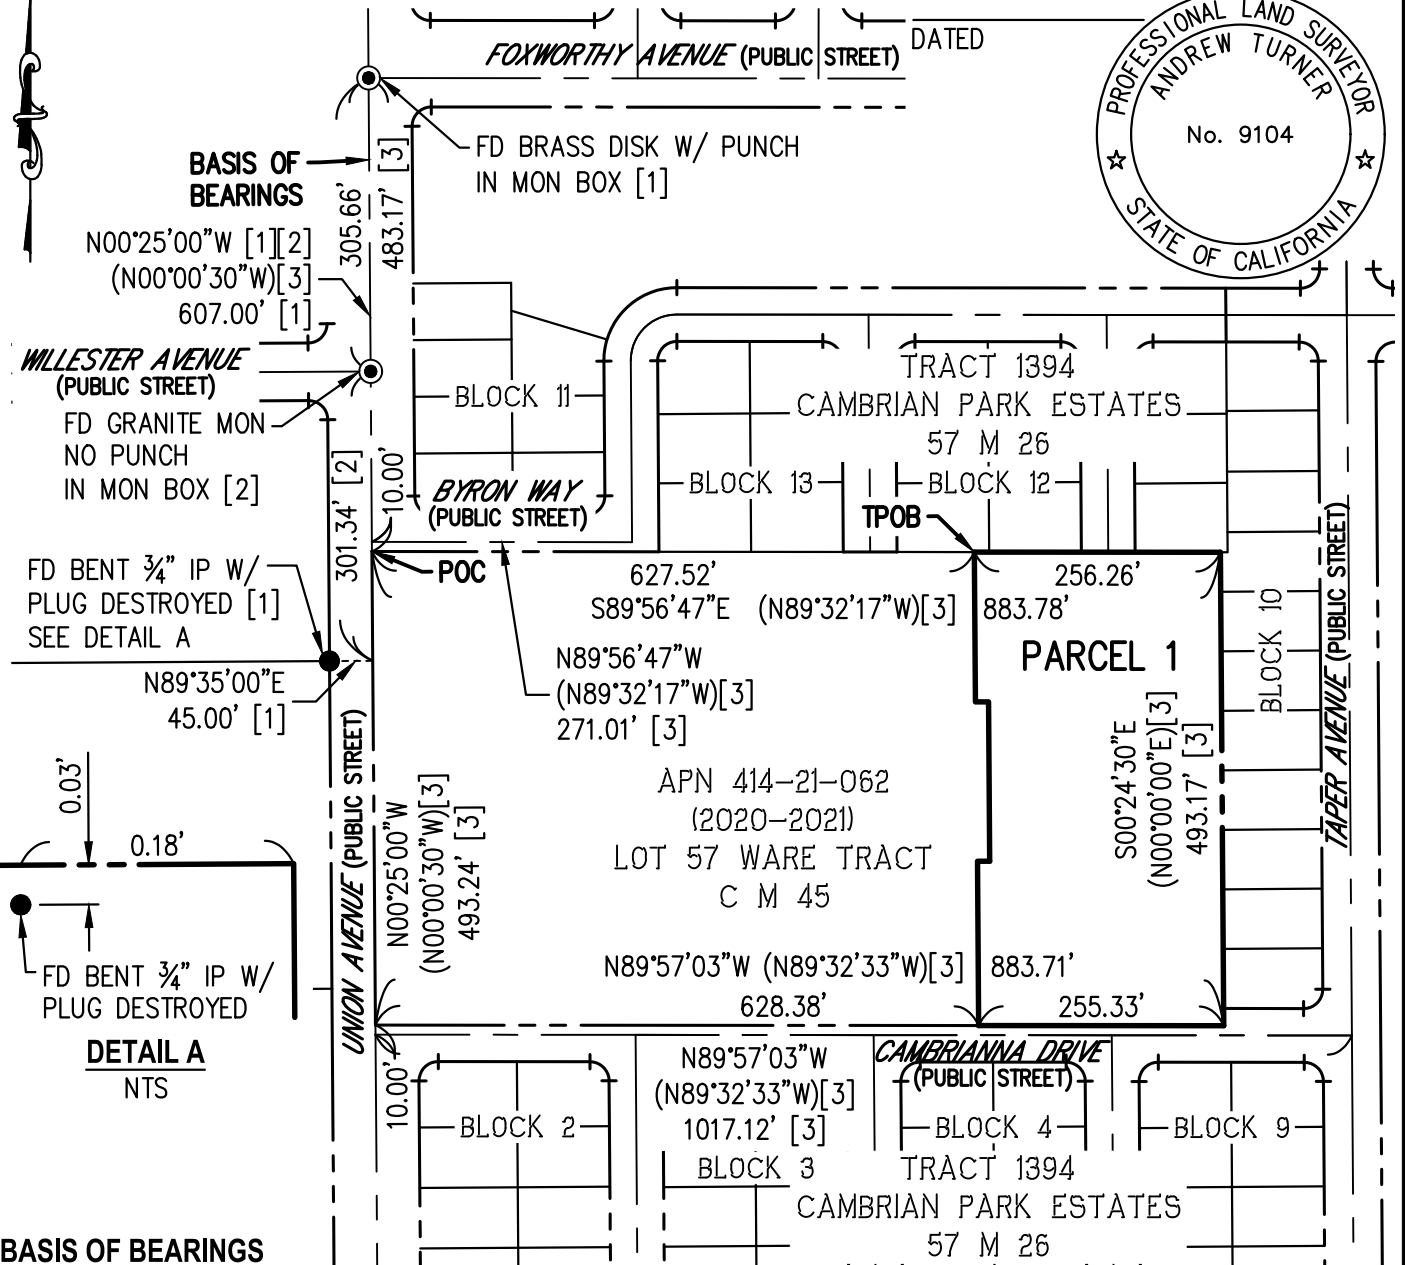 FOXWORTHY AVENUE (PUBLIC STREET)
DATED
PROFESSIONAL LAND SURVEYOR
ANDREW TURNER
No. 9104
STATE OF CALIFORNIA
FD BRASS DISK W/ PUNCH
IN MON BOX [1]
BASIS OF
BEARINGS
305.66'
483.17' [3]
N00°25'00"W [1][2]
(N00°00'30"W)[3]
607.00' [1]
WILLESTER AVENUE
(PUBLIC STREET)
FD GRANITE MON
NO PUNCH
IN MON BOX [2]
BLOCK 11
TRACT 1394
CAMBRIAN PARK ESTATES
57 M 26
BLOCK 13
BLOCK 12
301.34' [2]
10.00'
BYRON WAY
(PUBLIC STREET)
TPOB
POC
FD BENT ¾" IP W/
PLUG DESTROYED [1]
SEE DETAIL A
627.52'
256.26'
S89°56'47"E (N89°32'17"W)[3]
883.78'
N89°35'00"E
45.00' [1]
N89°56'47"W
(N89°32'17"W)[3]
271.01' [3]
PARCEL 1
BLOCK 10
TAPER AVENUE (PUBLIC STREET)
S00°24'30"E
(N00°00'00"E)[3]
493.17' [3]
APN 414-21-062
(2020-2021)
LOT 57 WARE TRACT
C M 45
UNION AVENUE (PUBLIC STREET)
N00°25'00"W
(N00°00'30"W)[3]
493.24' [3]
0.03'
0.18'
FD BENT ¾" IP W/
PLUG DESTROYED
DETAIL A
NTS
N89°57'03"W (N89°32'33"W)[3]
883.71'
628.38'
255.33'
10.00'
N89°57'03"W
(N89°32'33"W)[3]
1017.12' [3]
CAMBRIANNA DRIVE
(PUBLIC STREET)
BLOCK 2
BLOCK 3
BLOCK 4
BLOCK 9
TRACT 1394
CAMBRIAN PARK ESTATES
57 M 26
BASIS OF BEARINGS